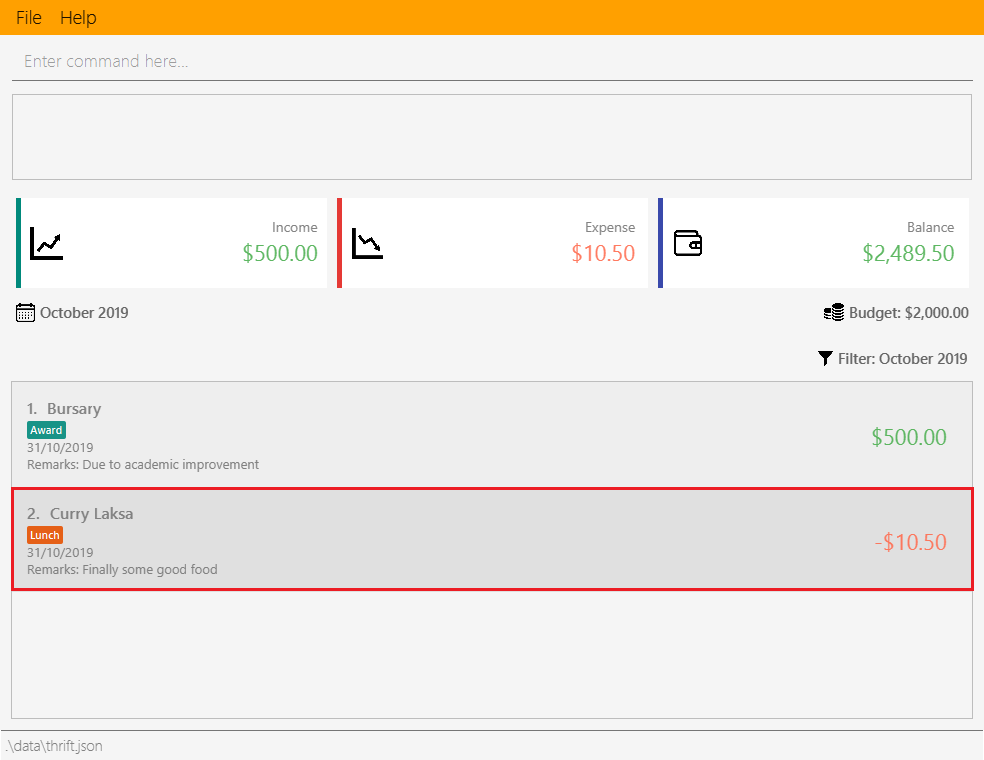 File Help
Enter command here...
Income
$500.00
Expense
$10.50
Balance
$2,489.50
October 2019
Budget: $2,000.00
Filter: October 2019
1. Bursary
Award
31/10/2019
Remarks: Due to academic improvement
$500.00
2. Curry Laksa
Lunch
31/10/2019
Remarks: Finally some good food
-$10.50
.\data\thrift.json